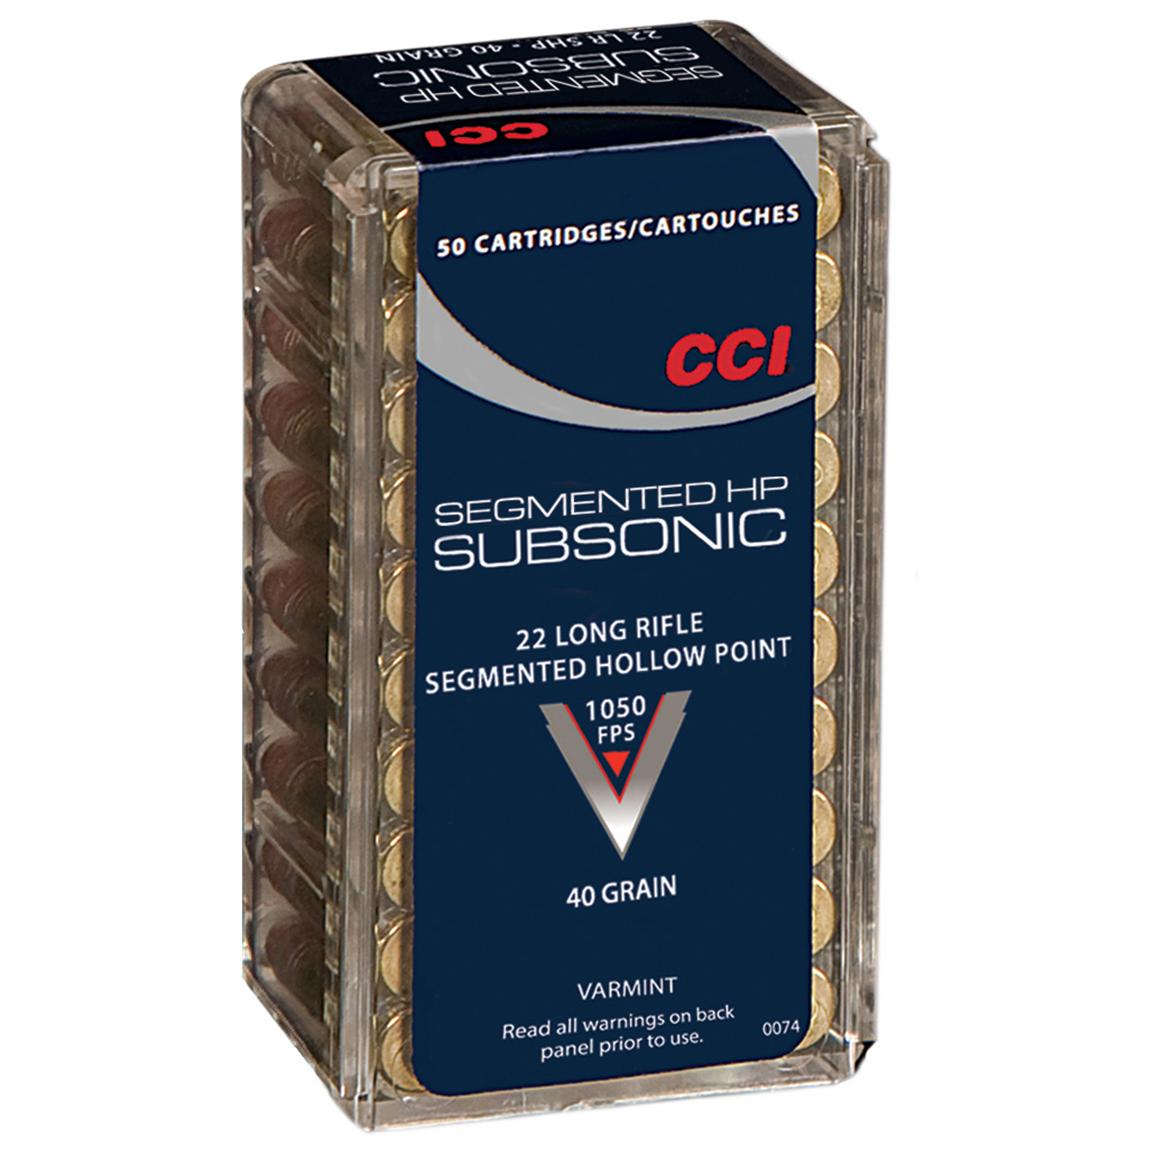 22 LR SHP - 40 GRAIN
SEGMENTED HP
SUBSONIC
CCI
50 CARTRIDGES/CARTOUCHES
CCI
SEGMENTED HP
SUBSONIC
22 LONG RIFLE
SEGMENTED HOLLOW POINT
1050
FPS
40 GRAIN
VARMINT
Read all warnings on back
panel prior to use.
0074